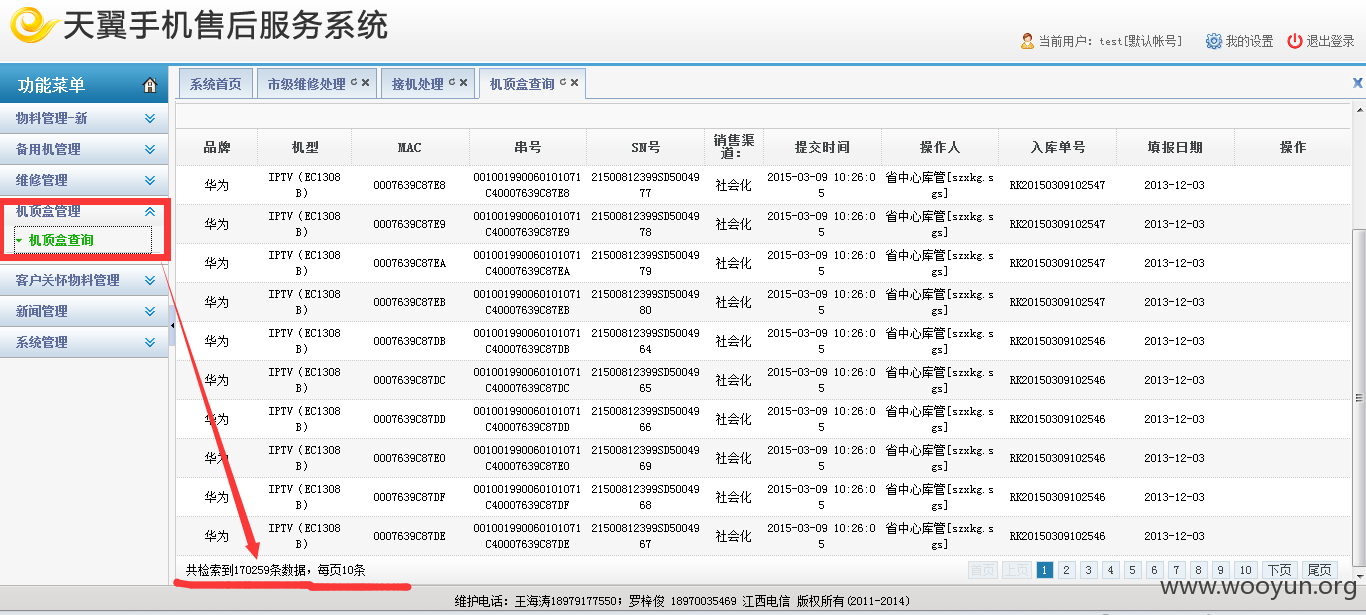 天翼手机售后服务系统
当前用户: test[默认帐号] 我的设置 退出登录
功能菜单
物料管理-新
备用机管理
维修管理
机顶盒管理
机顶盒查询
客户关怀物料管理
新闻管理
系统管理
系统首页 市级维修处理 接机处理 机顶盒查询
品牌 机型 MAC 串号 SN号 销售渠道: 提交时间 操作人 入库单号 填报日期 操作
华为 IPTV (EC1308B) 0007639C87E8 001001990060101071C40007639C87E8 21500812399SD5004977 社会化 2015-03-09 10:26:05 省中心库管[szxkg.sgs] RK20150309102547 2013-12-03
华为 IPTV (EC1308B) 0007639C87E9 001001990060101071C40007639C87E9 21500812399SD5004978 社会化 2015-03-09 10:26:05 省中心库管[szxkg.sgs] RK20150309102547 2013-12-03
华为 IPTV (EC1308B) 0007639C87EA 001001990060101071C40007639C87EA 21500812399SD5004979 社会化 2015-03-09 10:26:05 省中心库管[szxkg.sgs] RK20150309102547 2013-12-03
华为 IPTV (EC1308B) 0007639C87EB 001001990060101071C40007639C87EB 21500812399SD5004980 社会化 2015-03-09 10:26:05 省中心库管[szxkg.sgs] RK20150309102547 2013-12-03
华为 IPTV (EC1308B) 0007639C87DB 001001990060101071C40007639C87DB 21500812399SD5004964 社会化 2015-03-09 10:26:05 省中心库管[szxkg.sgs] RK20150309102546 2013-12-03
华为 IPTV (EC1308B) 0007639C87DC 001001990060101071C40007639C87DC 21500812399SD5004965 社会化 2015-03-09 10:26:05 省中心库管[szxkg.sgs] RK20150309102546 2013-12-03
华为 IPTV (EC1308B) 0007639C87DD 001001990060101071C40007639C87DD 21500812399SD5004966 社会化 2015-03-09 10:26:05 省中心库管[szxkg.sgs] RK20150309102546 2013-12-03
华为 IPTV (EC1308B) 0007639C87E0 001001990060101071C40007639C87E0 21500812399SD5004969 社会化 2015-03-09 10:26:05 省中心库管[szxkg.sgs] RK20150309102546 2013-12-03
华为 IPTV (EC1308B) 0007639C87DF 001001990060101071C40007639C87DF 21500812399SD5004968 社会化 2015-03-09 10:26:05 省中心库管[szxkg.sgs] RK20150309102546 2013-12-03
华为 IPTV (EC1308B) 0007639C87DE 001001990060101071C40007639C87DE 21500812399SD5004967 社会化 2015-03-09 10:26:05 省中心库管[szxkg.sgs] RK20150309102546 2013-12-03
共检索到170259条数据，每页10条 首页 上页 1 2 3 4 5 6 7 8 9 10 下页 尾页
www.wooyun.org
维护电话: 王海涛18979177550; 罗梓俊 18970035469 江西电信 版权所有(2011-2014)